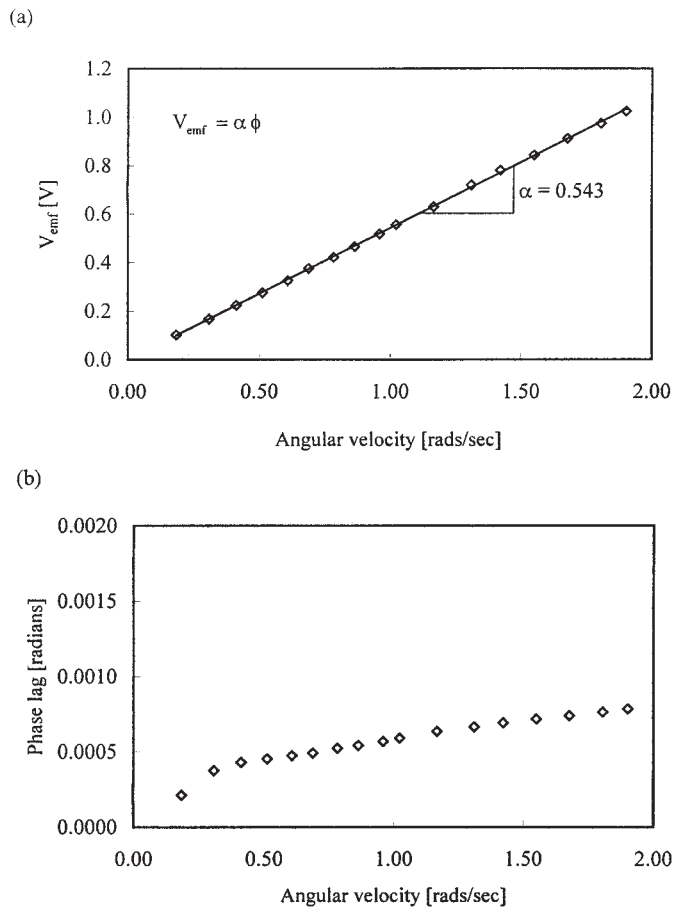 (a)
1.2
1.0
0.8
0.6
0.4
0.2
0.0
V_emf [V]
V_emf = α ϕ
α = 0.543
0.00 0.50 1.00 1.50 2.00
Angular velocity [rads/sec]
(b)
0.0020
0.0015
0.0010
0.0005
0.0000
Phase lag [radians]
0.00 0.50 1.00 1.50 2.00
Angular velocity [rads/sec]